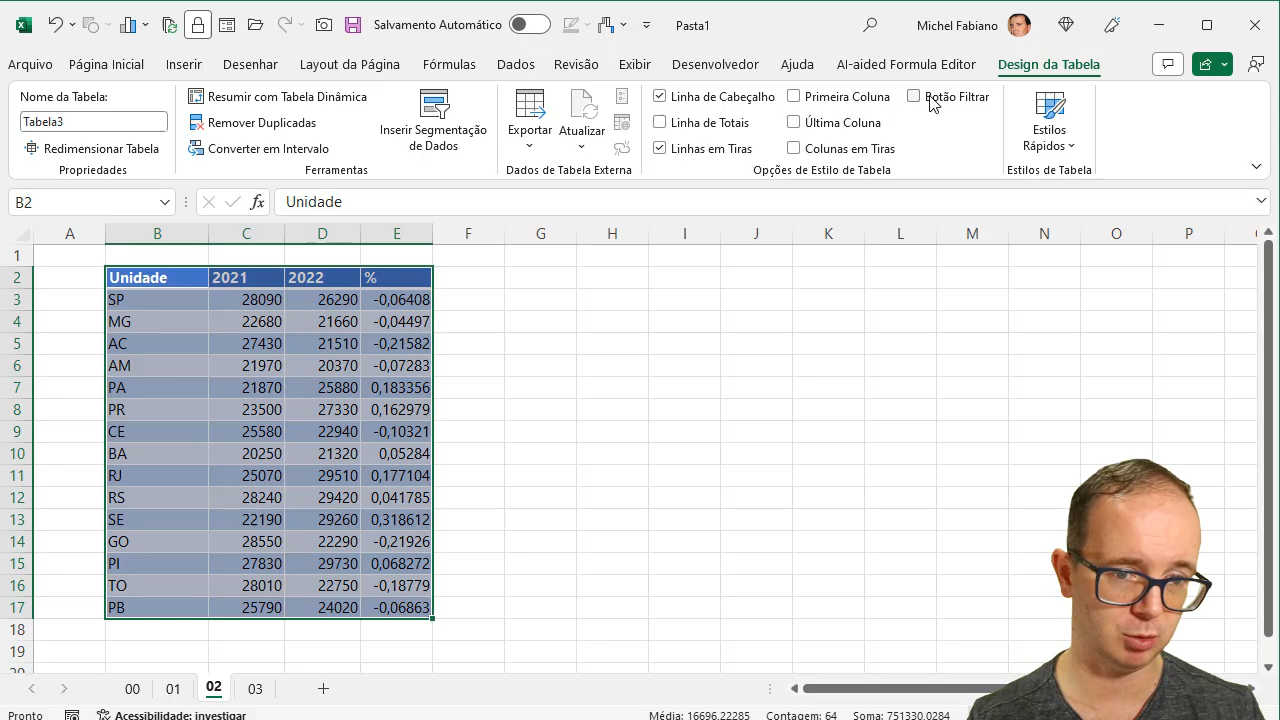 Salvamento Automático
Pasta1
Michel Fabiano
Arquivo Página Inicial Inserir Desenhar Layout da Página Fórmulas Dados Revisão Exibir Desenvolvedor Ajuda AI-aided Formula Editor Design da Tabela
Nome da Tabela:
Tabela3
Redimensionar Tabela
Propriedades
Resumir com Tabela Dinâmica
Remover Duplicadas
Converter em Intervalo
Inserir Segmentação
de Dados
Ferramentas
Exportar
Atualizar
Dados de Tabela Externa
Linha de Cabeçalho
Linha de Totais
Linhas em Tiras
Primeira Coluna
Última Coluna
Colunas em Tiras
Botão Filtrar
Opções de Estilo de Tabela
Estilos
Rápidos
Estilos de Tabela
B2 fx Unidade
A B C D E F G H I J K L M N O P
1
2 Unidade 2021 2022 %
3 SP 28090 26290 -0,06408
4 MG 22680 21660 -0,04497
5 AC 27430 21510 -0,21582
6 AM 21970 20370 -0,07283
7 PA 21870 25880 0,183356
8 PR 23500 27330 0,162979
9 CE 25580 22940 -0,10321
10 BA 20250 21320 0,05284
11 RJ 25070 29510 0,177104
12 RS 28240 29420 0,041785
13 SE 22190 29260 0,318612
14 GO 28550 22290 -0,21926
15 PI 27830 29730 0,068272
16 TO 28010 22750 -0,18779
17 PB 25790 24020 -0,06863
18
19
00 01 02 03
Pronto Acessibilidade: investigar Média: 16696,22285 Contagem: 64 Soma: 751330,0284